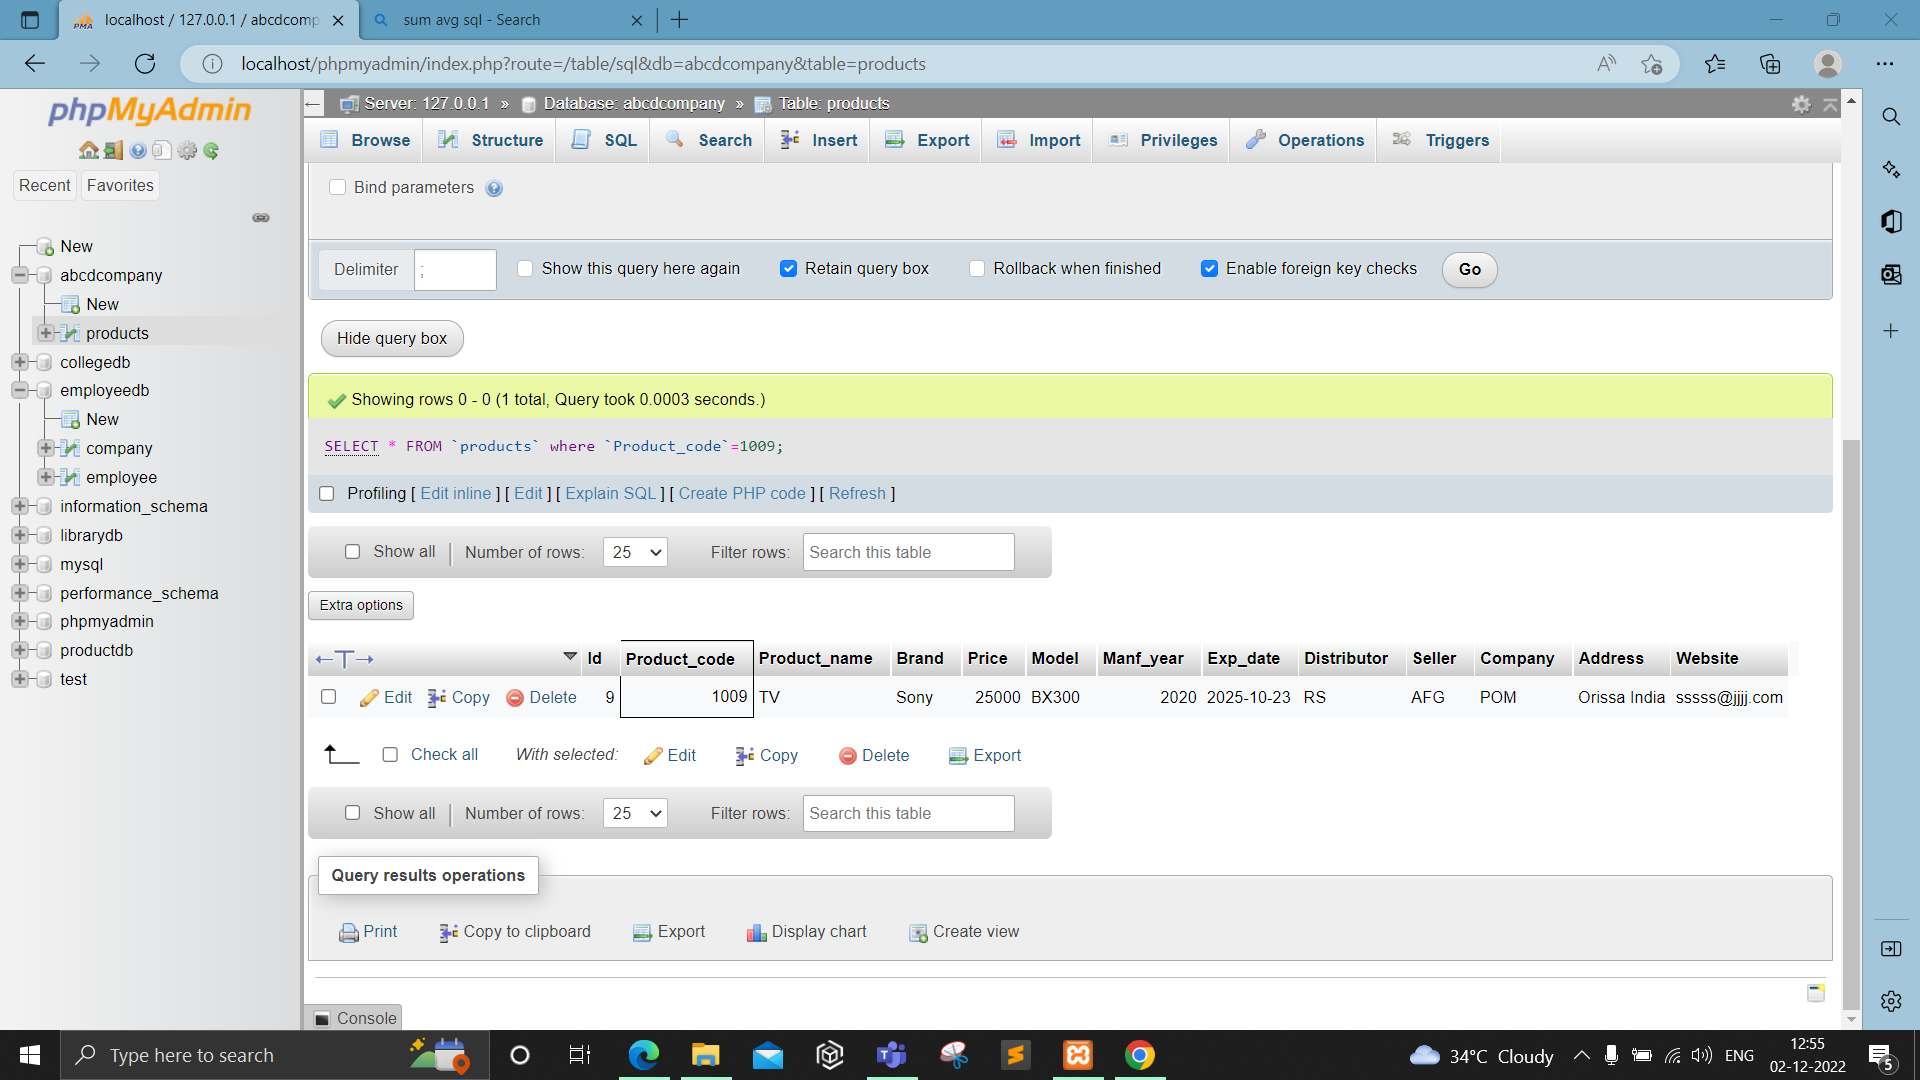 localhost / 127.0.0.1 / abcdcomp
sum avg sql - Search
localhost/phpmyadmin/index.php?route=/table/sql&db=abcdcompany&table=products
phpMyAdmin
Recent
Favorites
New
abcdcompany
New
products
collegedb
employeedb
New
company
employee
information_schema
librarydb
mysql
performance_schema
phpmyadmin
productdb
test
Server: 127.0.0.1 » Database: abcdcompany » Table: products
Browse Structure SQL Search Insert Export Import Privileges Operations Triggers
Bind parameters
Delimiter ; Show this query here again Retain query box Rollback when finished Enable foreign key checks Go
Hide query box
Showing rows 0 - 0 (1 total, Query took 0.0003 seconds.)
SELECT * FROM `products` where `Product_code`=1009;
Profiling [ Edit inline ] [ Edit ] [ Explain SQL ] [ Create PHP code ] [ Refresh ]
Show all | Number of rows: 25 Filter rows: Search this table
Extra options
Id Product_code Product_name Brand Price Model Manf_year Exp_date Distributor Seller Company Address Website
Edit Copy Delete 9 1009 TV Sony 25000 BX300 2020 2025-10-23 RS AFG POM Orissa India sssss@jjjj.com
Check all With selected: Edit Copy Delete Export
Show all | Number of rows: 25 Filter rows: Search this table
Query results operations
Print Copy to clipboard Export Display chart Create view
Console
Type here to search
34°C Cloudy
ENG
12:55
02-12-2022
5